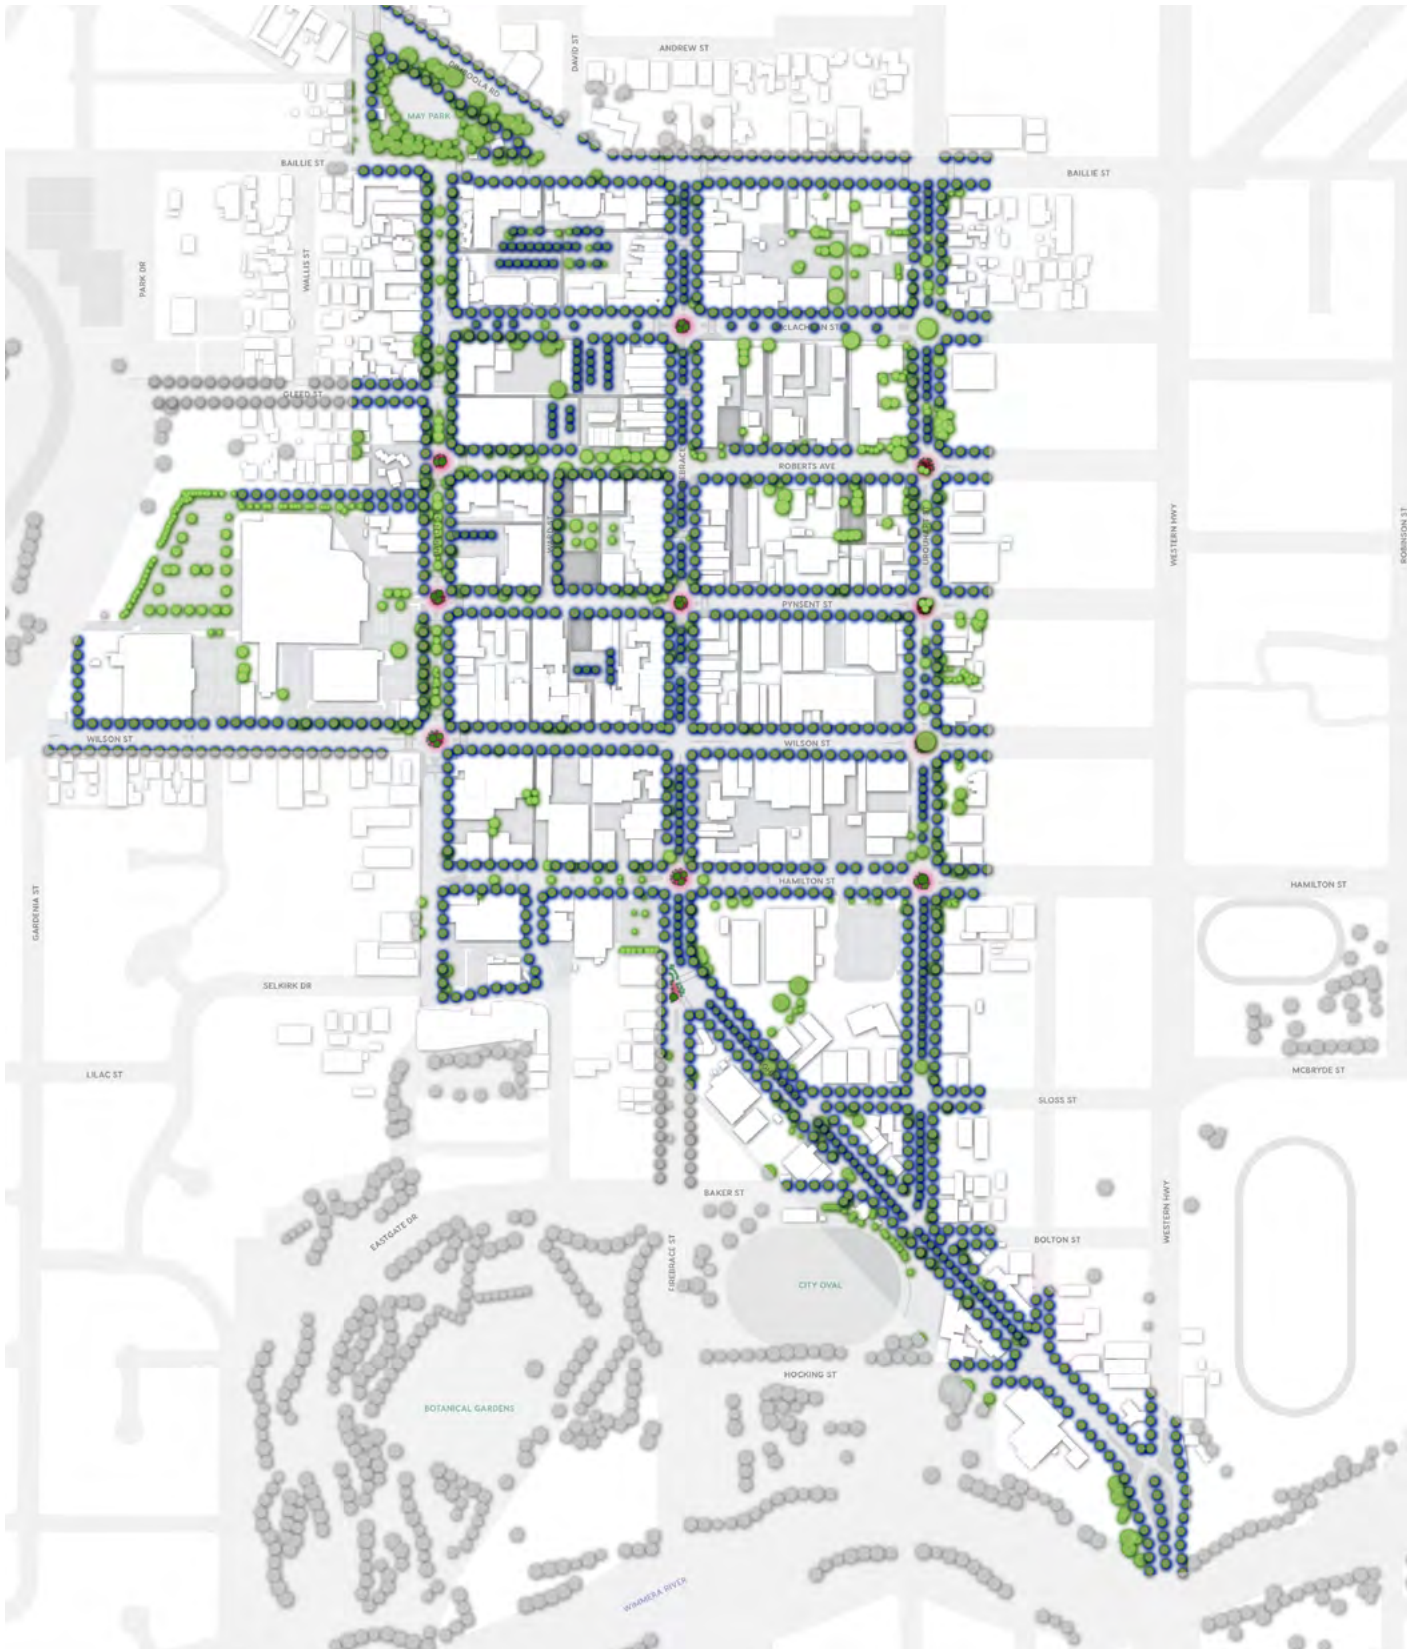 DAVID ST
ANDREW ST
MAY PARK
BAILLIE ST
BAILLIE ST
PARK DR
WALLIS ST
GLEED ST
ROBERTS AVE
WESTERN HWY
ROBINSON ST
PYNSENT ST
WILSON ST
WILSON ST
HAMILTON ST
HAMILTON ST
GARDENIA ST
SELKIRK DR
LILAC ST
MCBRYDE ST
SLOSS ST
BAKER ST
EASTGATE DR
FIREBRACE ST
WESTERN HWY
BOLTON ST
CITY OVAL
HOCKING ST
BOTANICAL GARDENS
WIMMERA RIVER